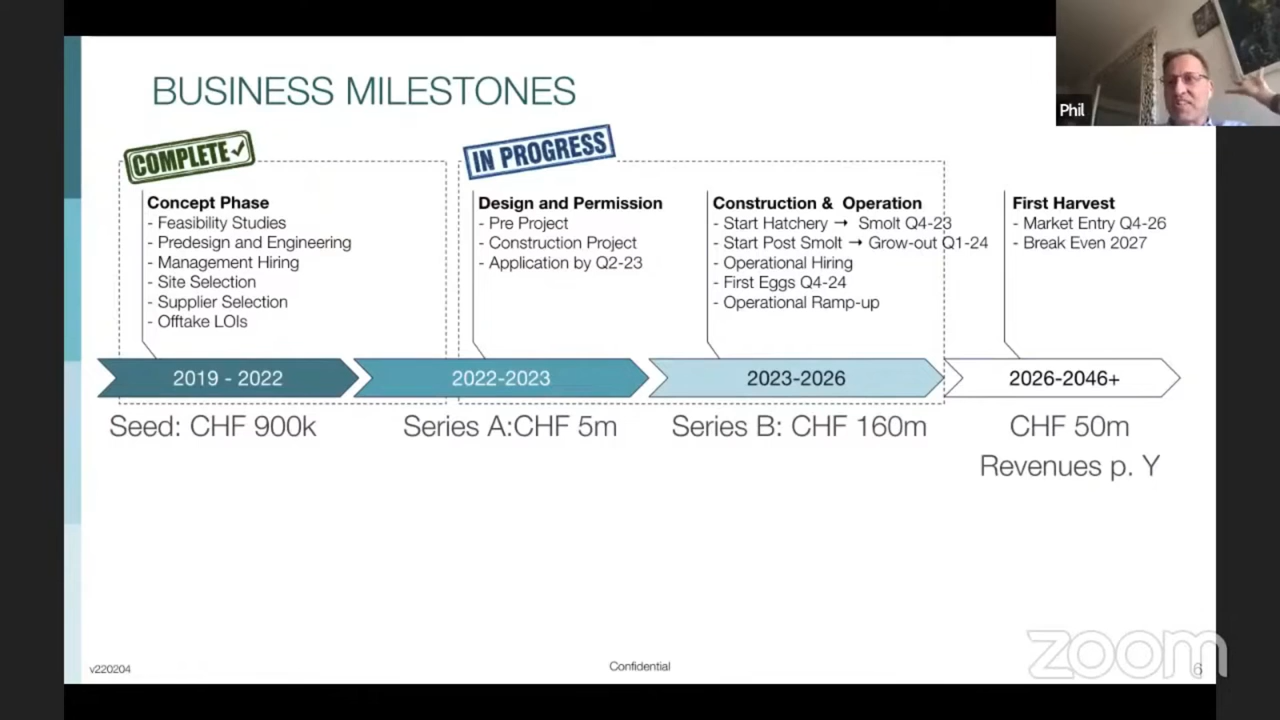 Phil
BUSINESS MILESTONES
COMPLETE
IN PROGRESS
Concept Phase
- Feasibility Studies
- Predesign and Engineering
- Management Hiring
- Site Selection
- Supplier Selection
- Offtake LOIs
Design and Permission
- Pre Project
- Construction Project
- Application by Q2-23
Construction & Operation
- Start Hatchery → Smolt Q4-23
- Start Post Smolt → Grow-out Q1-24
- Operational Hiring
- First Eggs Q4-24
- Operational Ramp-up
First Harvest
- Market Entry Q4-26
- Break Even 2027
2019 - 2022
2022-2023
2023-2026
2026-2046+
Seed: CHF 900k
Series A:CHF 5m
Series B: CHF 160m
CHF 50m
Revenues p. Y
v220204
Confidential
6
zoom